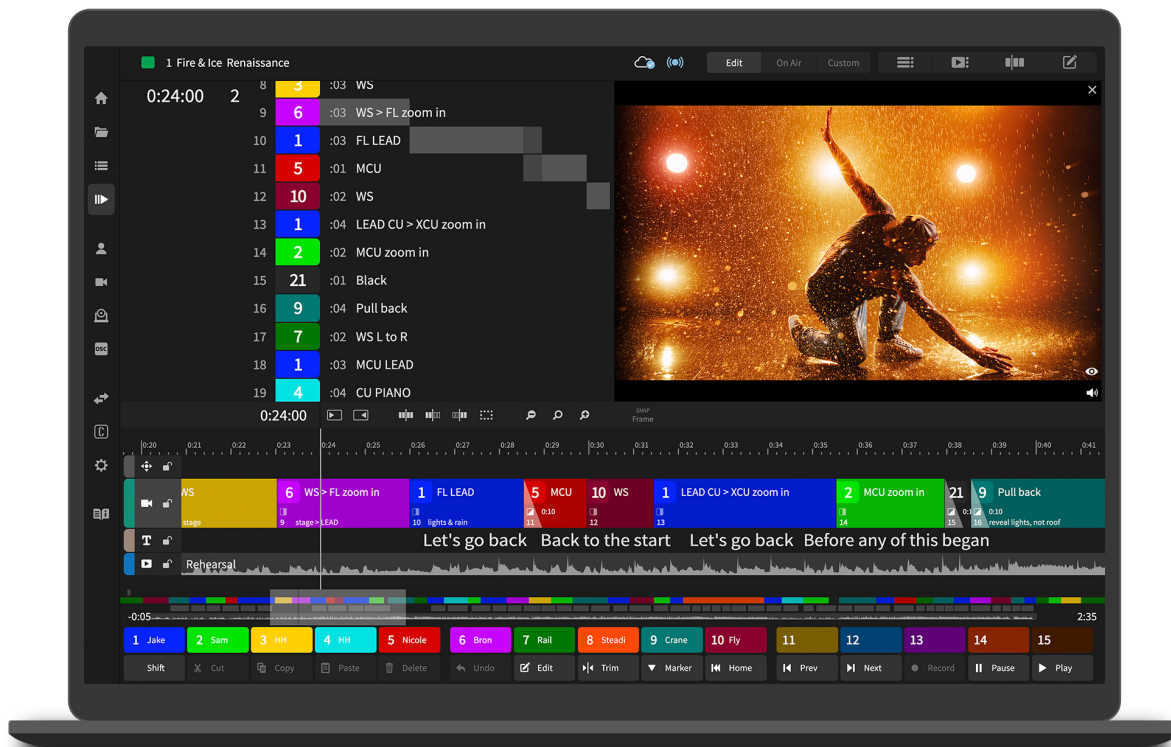 1 Fire & Ice Renaissance
Edit On Air Custom
0:24:00 2
8 3 :03 WS
9 6 :03 WS > FL zoom in
10 1 :03 FL LEAD
11 5 :01 MCU
12 10 :02 WS
13 1 :04 LEAD CU > XCU zoom in
14 2 :02 MCU zoom in
15 21 :01 Black
16 9 :04 Pull back
17 7 :02 WS L to R
18 1 :03 MCU LEAD
19 4 :04 CU PIANO
OSC
C
0:24:00
SNAP
Frame
0:20 0:21 0:22 0:23 0:24 0:25 0:26 0:27 0:28 0:29 0:30 0:31 0:32 0:33 0:34 0:35 0:36 0:37 0:38 0:39 0:40 0:41
WS 6 WS > FL zoom in 1 FL LEAD 5 MCU 10 WS 1 LEAD CU > XCU zoom in 2 MCU zoom in 21 9 Pull back
0:10 0:10
stage 9 stage > LEAD 10 lights & rain 11 12 13 14 15 16 reveal lights, not roof
T Let's go back Back to the start Let's go back Before any of this began
Rehearsal
-0:05 2:35
1 Jake 2 Sam 3 HH 4 HH 5 Nicole 6 Bron 7 Rail 8 Steadi 9 Crane 10 Fly 11 12 13 14 15
Shift Cut Copy Paste Delete Undo Edit Trim Marker Home Prev Next Record Pause Play